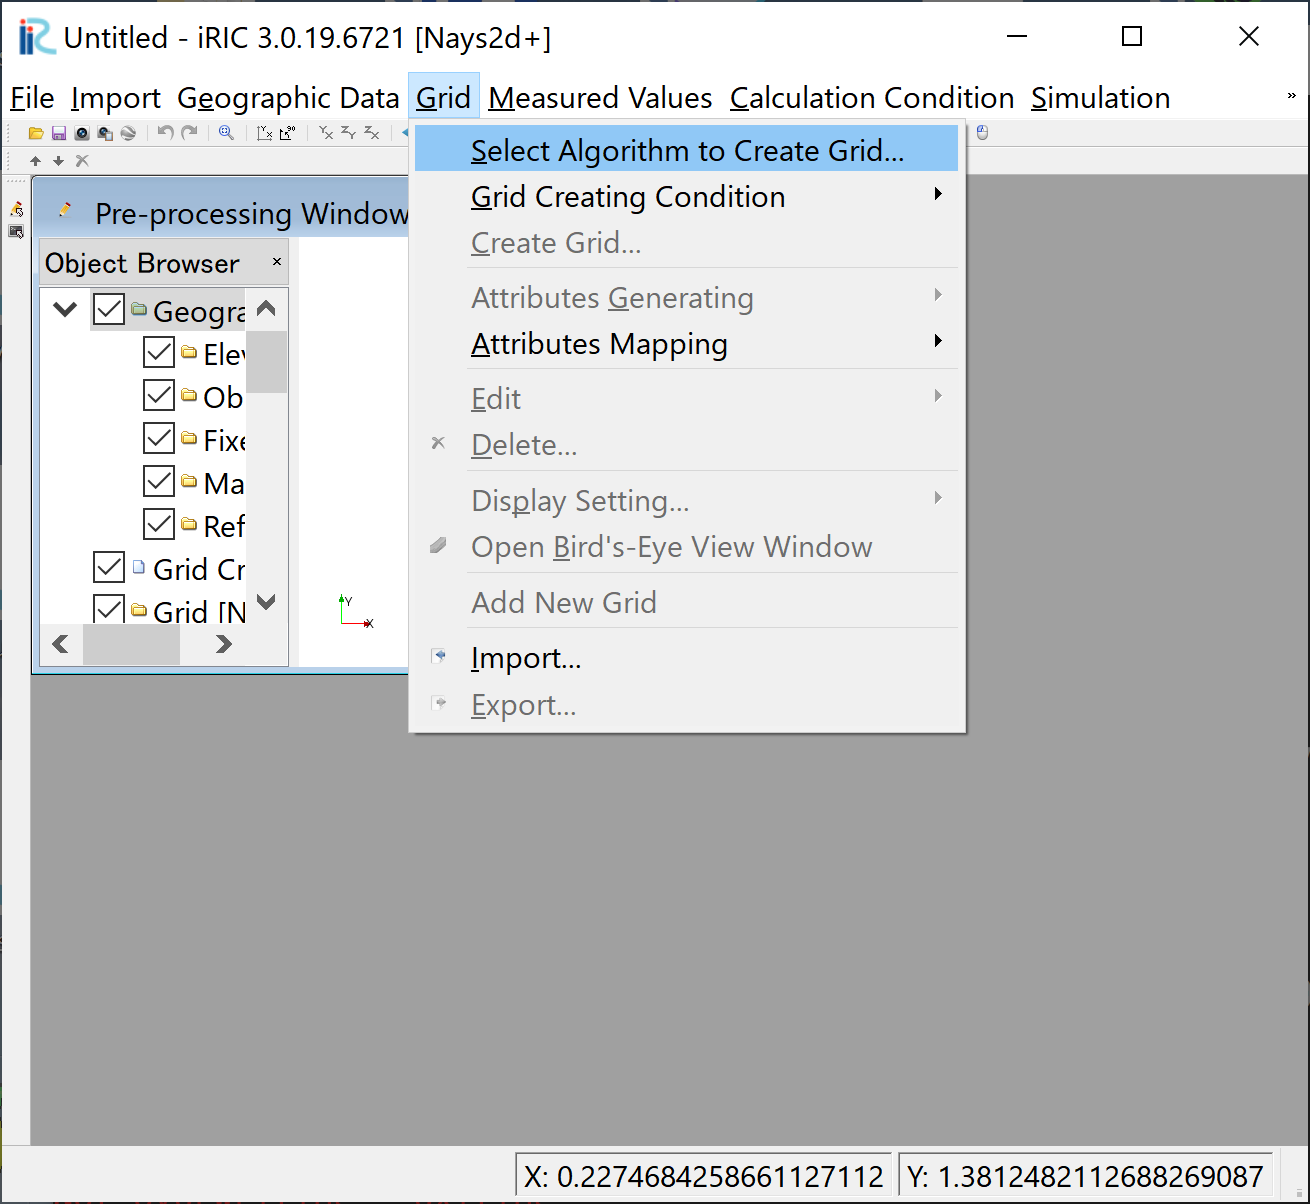 Untitled - iRIC 3.0.19.6721 [Nays2d+]
File Import Geographic Data Grid Measured Values Calculation Condition Simulation »
Pre-processing Window
Object Browser
Geogra
Elev
Ob
Fixe
Ma
Ref
Grid Cr
Grid [N
Select Algorithm to Create Grid...
Grid Creating Condition
Create Grid...
Attributes Generating
Attributes Mapping
Edit
Delete...
Display Setting...
Open Bird's-Eye View Window
Add New Grid
Import...
Export...
Y
X
X: 0.2274684258661127112 Y: 1.3812482112688269087